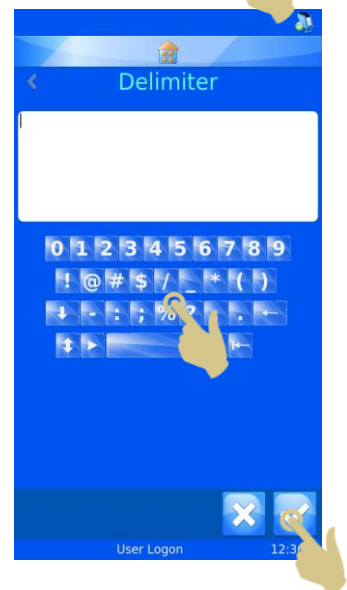 Delimiter
0 1 2 3 4 5 6 7 8 9
! @ # $ / _ * ( )
- : ; % ? .
User Logon 12:3